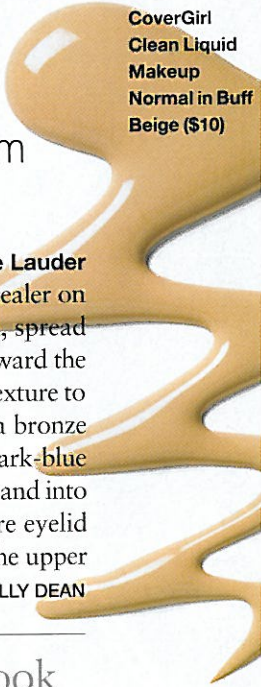 CoverGirl
Clean Liquid
Makeup
Normal in Buff
Beige ($10)
m
e Lauder
ealer on
, spread
ward the
exture to
a bronze
ark-blue
and into
re eyelid
ne upper
LLY DEAN
ook